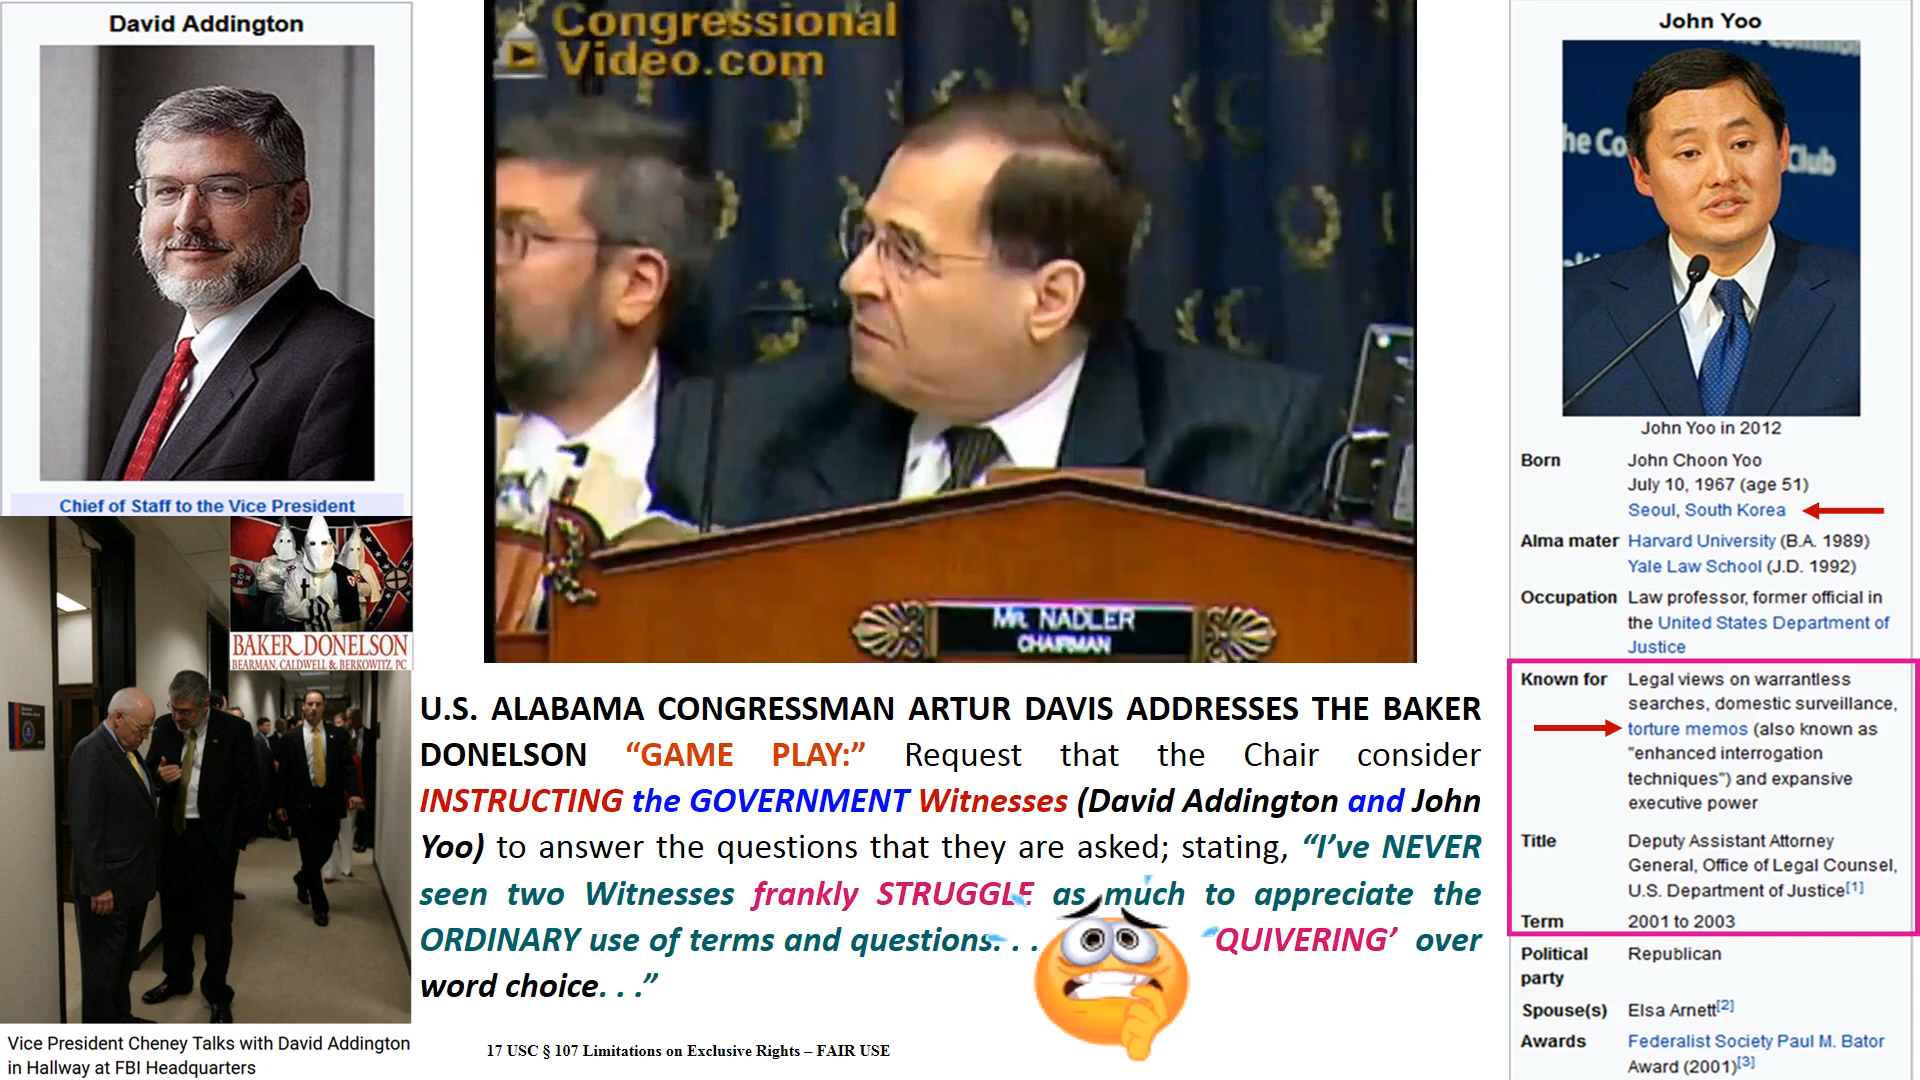 David Addington
Chief of Staff to the Vice President
BAKER DONELSON
BEARMAN, CALDWELL & BERKOWITZ, PC
Vice President Cheney Talks with David Addington
in Hallway at FBI Headquarters
Congressional
Video.com
MR. NADLER
CHAIRMAN
U.S. ALABAMA CONGRESSMAN ARTUR DAVIS ADDRESSES THE BAKER
DONELSON “GAME PLAY:” Request that the Chair consider
INSTRUCTING the GOVERNMENT Witnesses (David Addington and John
Yoo) to answer the questions that they are asked; stating, “I’ve NEVER
seen two Witnesses frankly STRUGGLE as much to appreciate the
ORDINARY use of terms and questions. . . ‘QUIVERING’ over
word choice. . .”
17 USC § 107 Limitations on Exclusive Rights – FAIR USE
John Yoo
he Co
Club
John Yoo in 2012
Born John Choon Yoo
July 10, 1967 (age 51)
Seoul, South Korea
Alma mater Harvard University (B.A. 1989)
Yale Law School (J.D. 1992)
Occupation Law professor, former official in
the United States Department of
Justice
Known for Legal views on warrantless
searches, domestic surveillance,
torture memos (also known as
"enhanced interrogation
techniques") and expansive
executive power
Title Deputy Assistant Attorney
General, Office of Legal Counsel,
U.S. Department of Justice[1]
Term 2001 to 2003
Political party Republican
Spouse(s) Elsa Arnett[2]
Awards Federalist Society Paul M. Bator
Award (2001)[3]